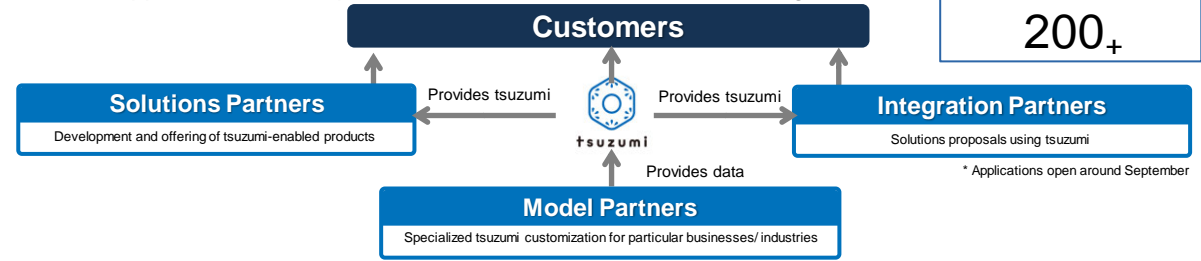 Customers
200+
Solutions Partners
Development and offering of tsuzumi-enabled products
Provides tsuzumi
tsuzumi
Provides tsuzumi
Integration Partners
Solutions proposals using tsuzumi
* Applications open around September
Provides data
Model Partners
Specialized tsuzumi customization for particular businesses/ industries